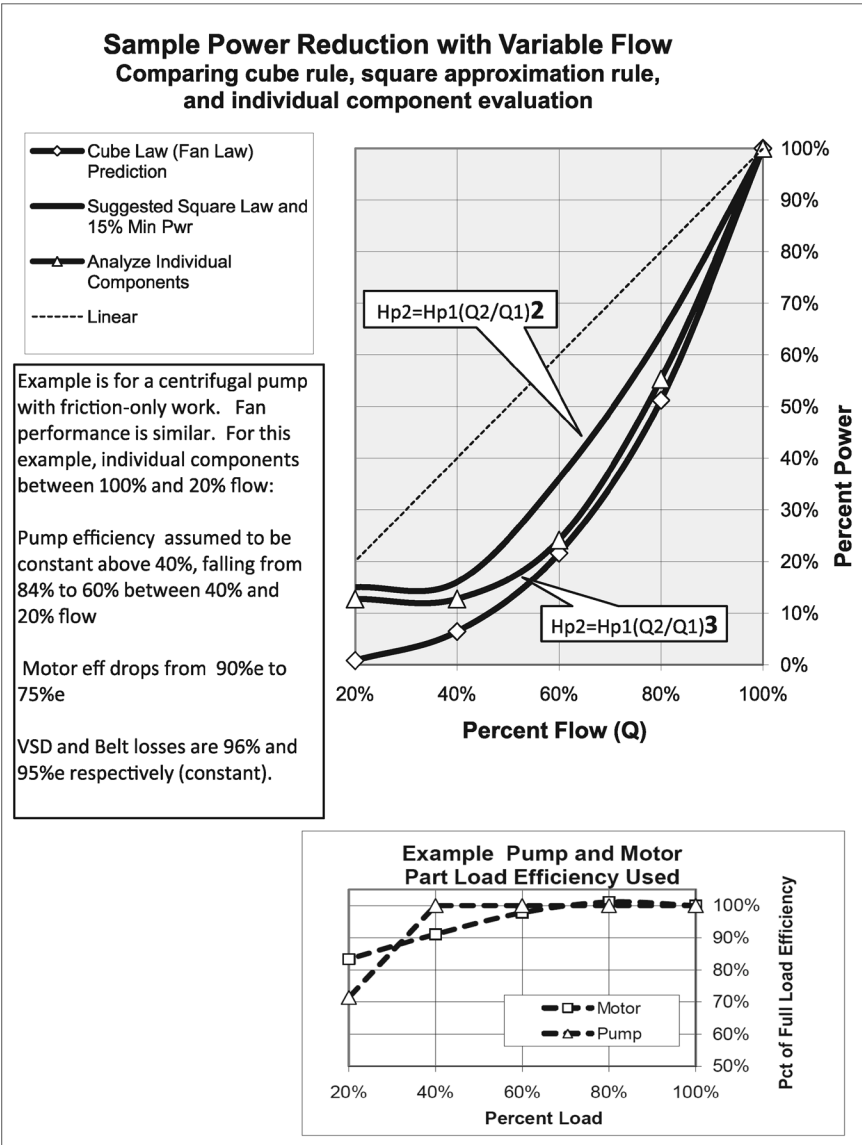 Sample Power Reduction with Variable Flow
Comparing cube rule, square approximation rule,
and individual component evaluation
Cube Law (Fan Law)
Prediction
Suggested Square Law and
15% Min Pwr
Analyze Individual
Components
Linear
Example is for a centrifugal pump
with friction-only work. Fan
performance is similar. For this
example, individual components
between 100% and 20% flow:
Pump efficiency assumed to be
constant above 40%, falling from
84% to 60% between 40% and
20% flow
Motor eff drops from 90%e to
75%e
VSD and Belt losses are 96% and
95%e respectively (constant).
Hp2=Hp1(Q2/Q1)2
Hp2=Hp1(Q2/Q1)3
100%
90%
80%
70%
60%
50%
40%
30%
20%
10%
0%
Percent Power
20% 40% 60% 80% 100%
Percent Flow (Q)
Example Pump and Motor
Part Load Efficiency Used
Motor
Pump
100%
90%
80%
70%
60%
50%
Pct of Full Load Efficiency
20% 40% 60% 80% 100%
Percent Load